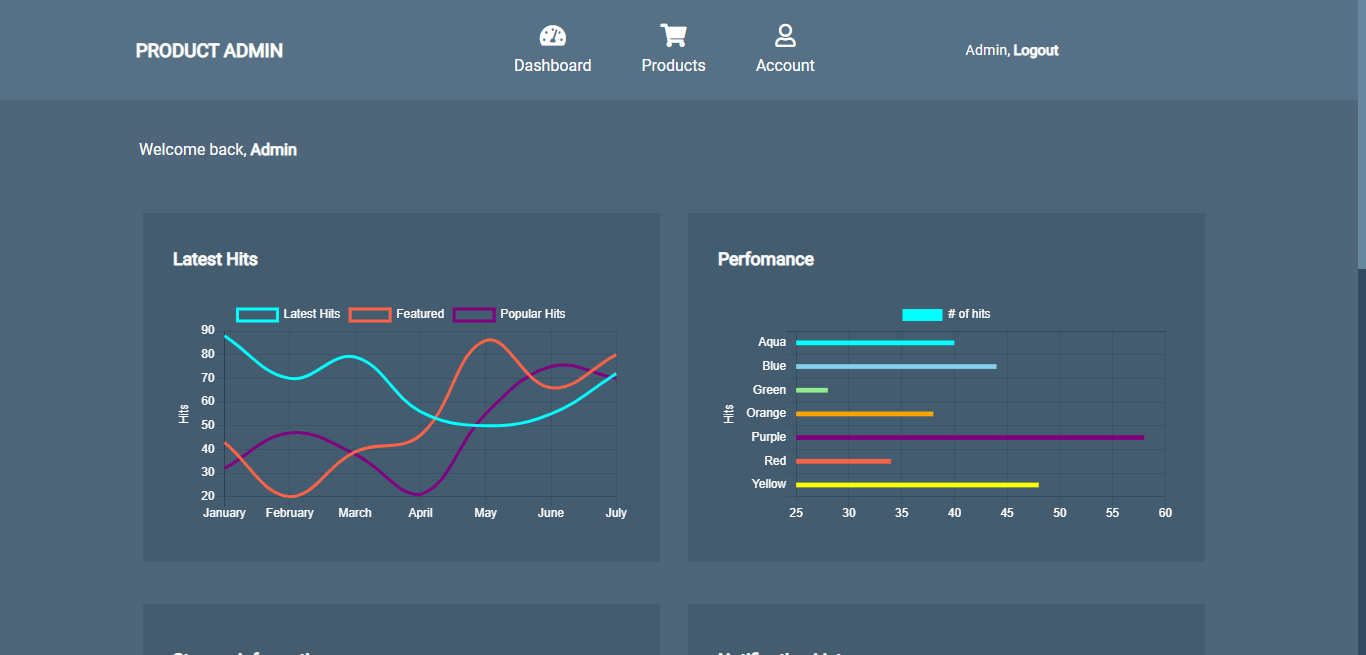 PRODUCT ADMIN
Dashboard
Products
Account
Admin, Logout
Welcome back, Admin
Latest Hits
Latest Hits Featured Popular Hits
Hits
90
80
70
60
50
40
30
20
January February March April May June July
Perfomance
# of hits
Hits
Aqua
Blue
Green
Orange
Purple
Red
Yellow
25 30 35 40 45 50 55 60